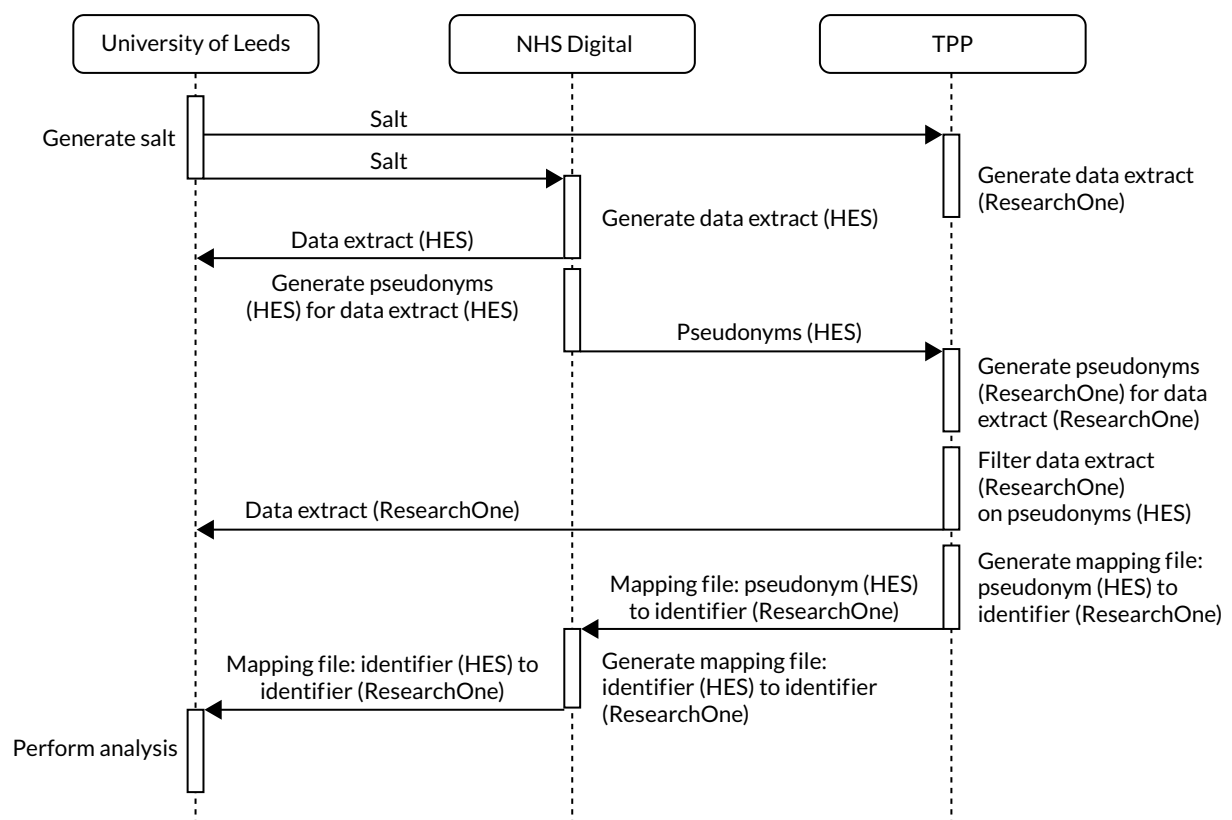 University of Leeds
NHS Digital
TPP
Generate salt
Salt
Salt
Generate data extract
(ResearchOne)
Generate data extract (HES)
Data extract (HES)
Generate pseudonyms
(HES) for data extract (HES)
Pseudonyms (HES)
Generate pseudonyms
(ResearchOne) for data
extract (ResearchOne)
Filter data extract
(ResearchOne)
on pseudonyms (HES)
Data extract (ResearchOne)
Generate mapping file:
pseudonym (HES) to
identifier (ResearchOne)
Mapping file: pseudonym (HES)
to identifier (ResearchOne)
Mapping file: identifier (HES) to
identifier (ResearchOne)
Generate mapping file:
identifier (HES) to identifier
(ResearchOne)
Perform analysis